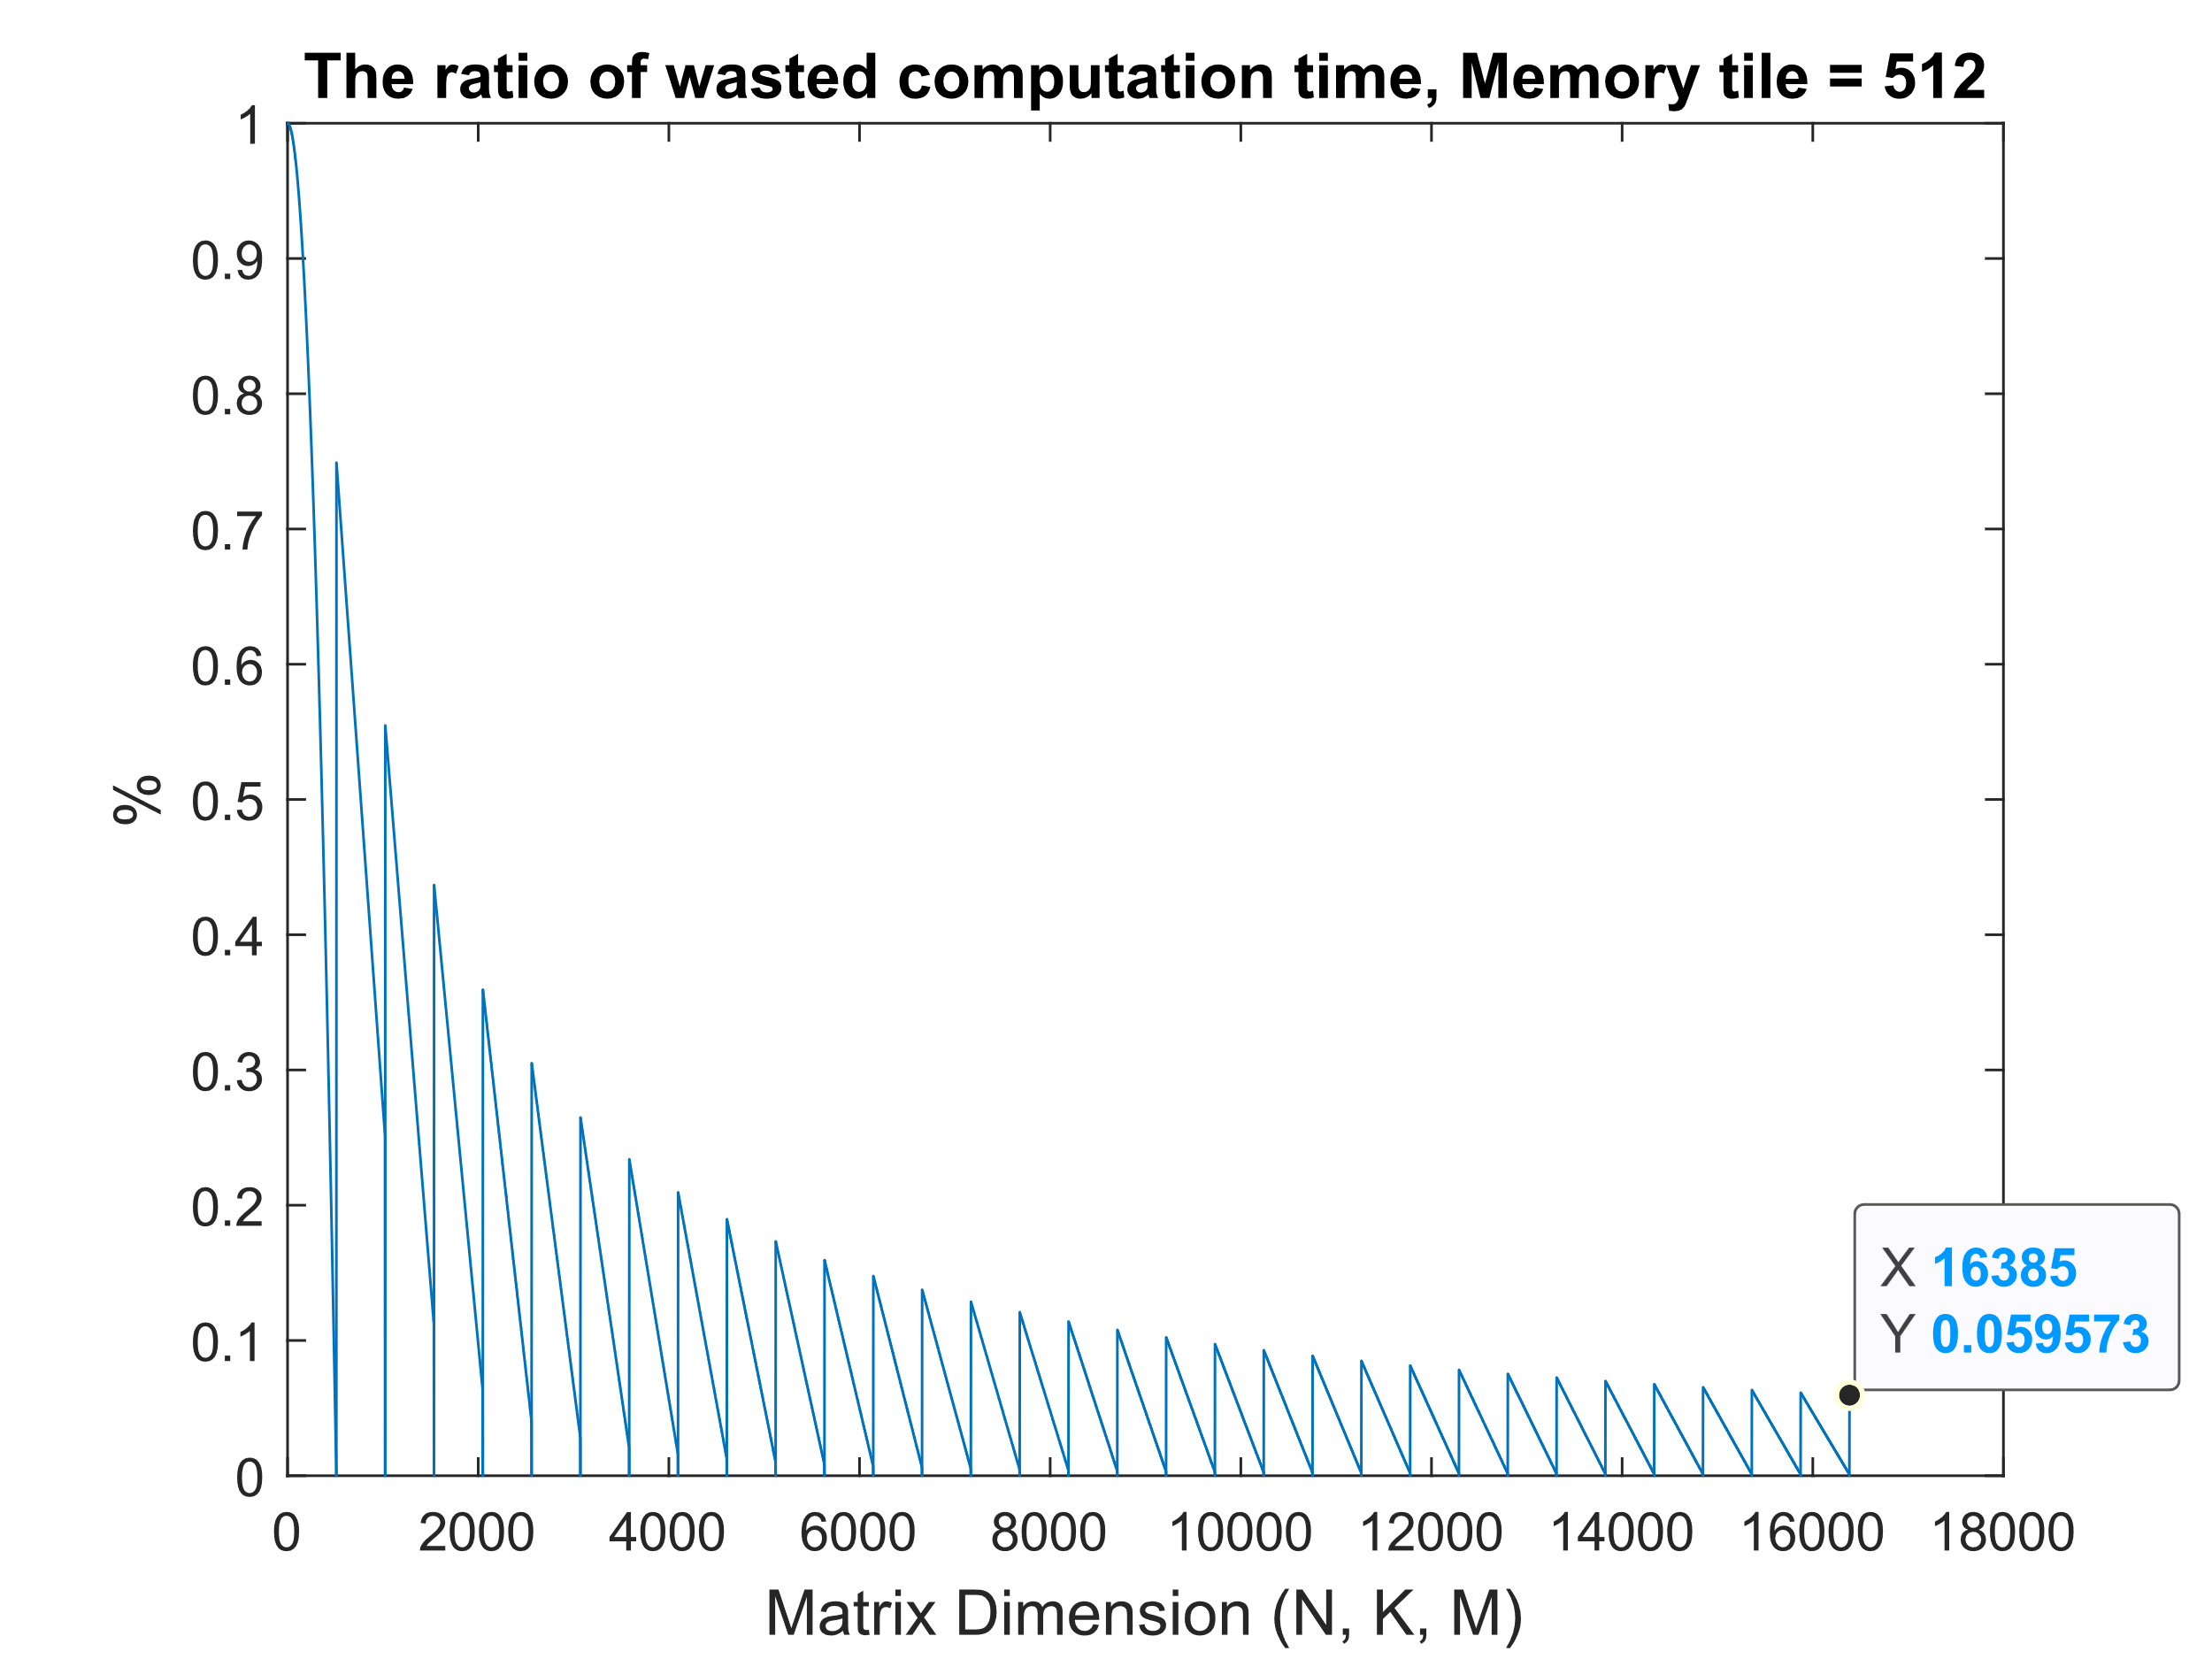 The ratio of wasted computation time, Memory tile = 512
1
0.9
0.8
0.7
0.6
0.5
0.4
0.3
0.2
0.1
0
%
X 16385
Y 0.059573
0 2000 4000 6000 8000 10000 12000 14000 16000 18000
Matrix Dimension (N, K, M)